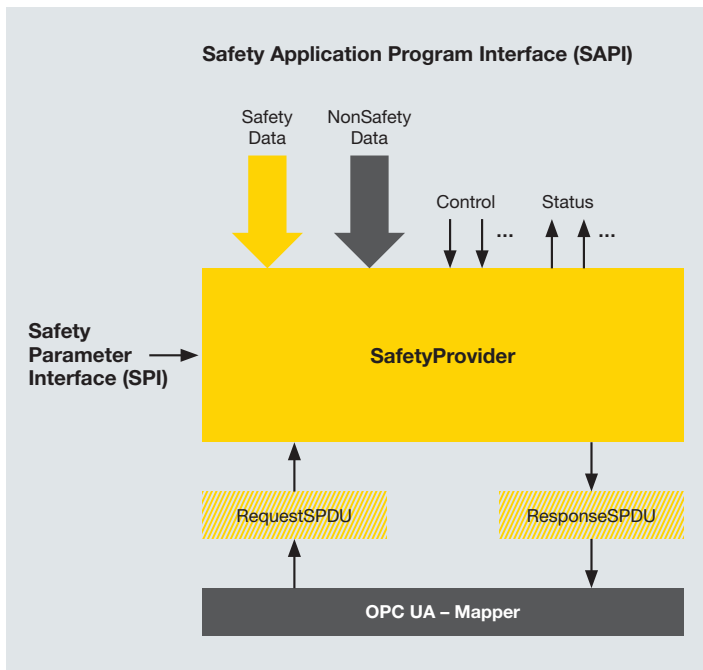 Safety Application Program Interface (SAPI)
Safety
Data
NonSafety
Data
Control
...
Status
...
Safety
Parameter
Interface (SPI)
SafetyProvider
RequestSPDU
ResponseSPDU
OPC UA – Mapper